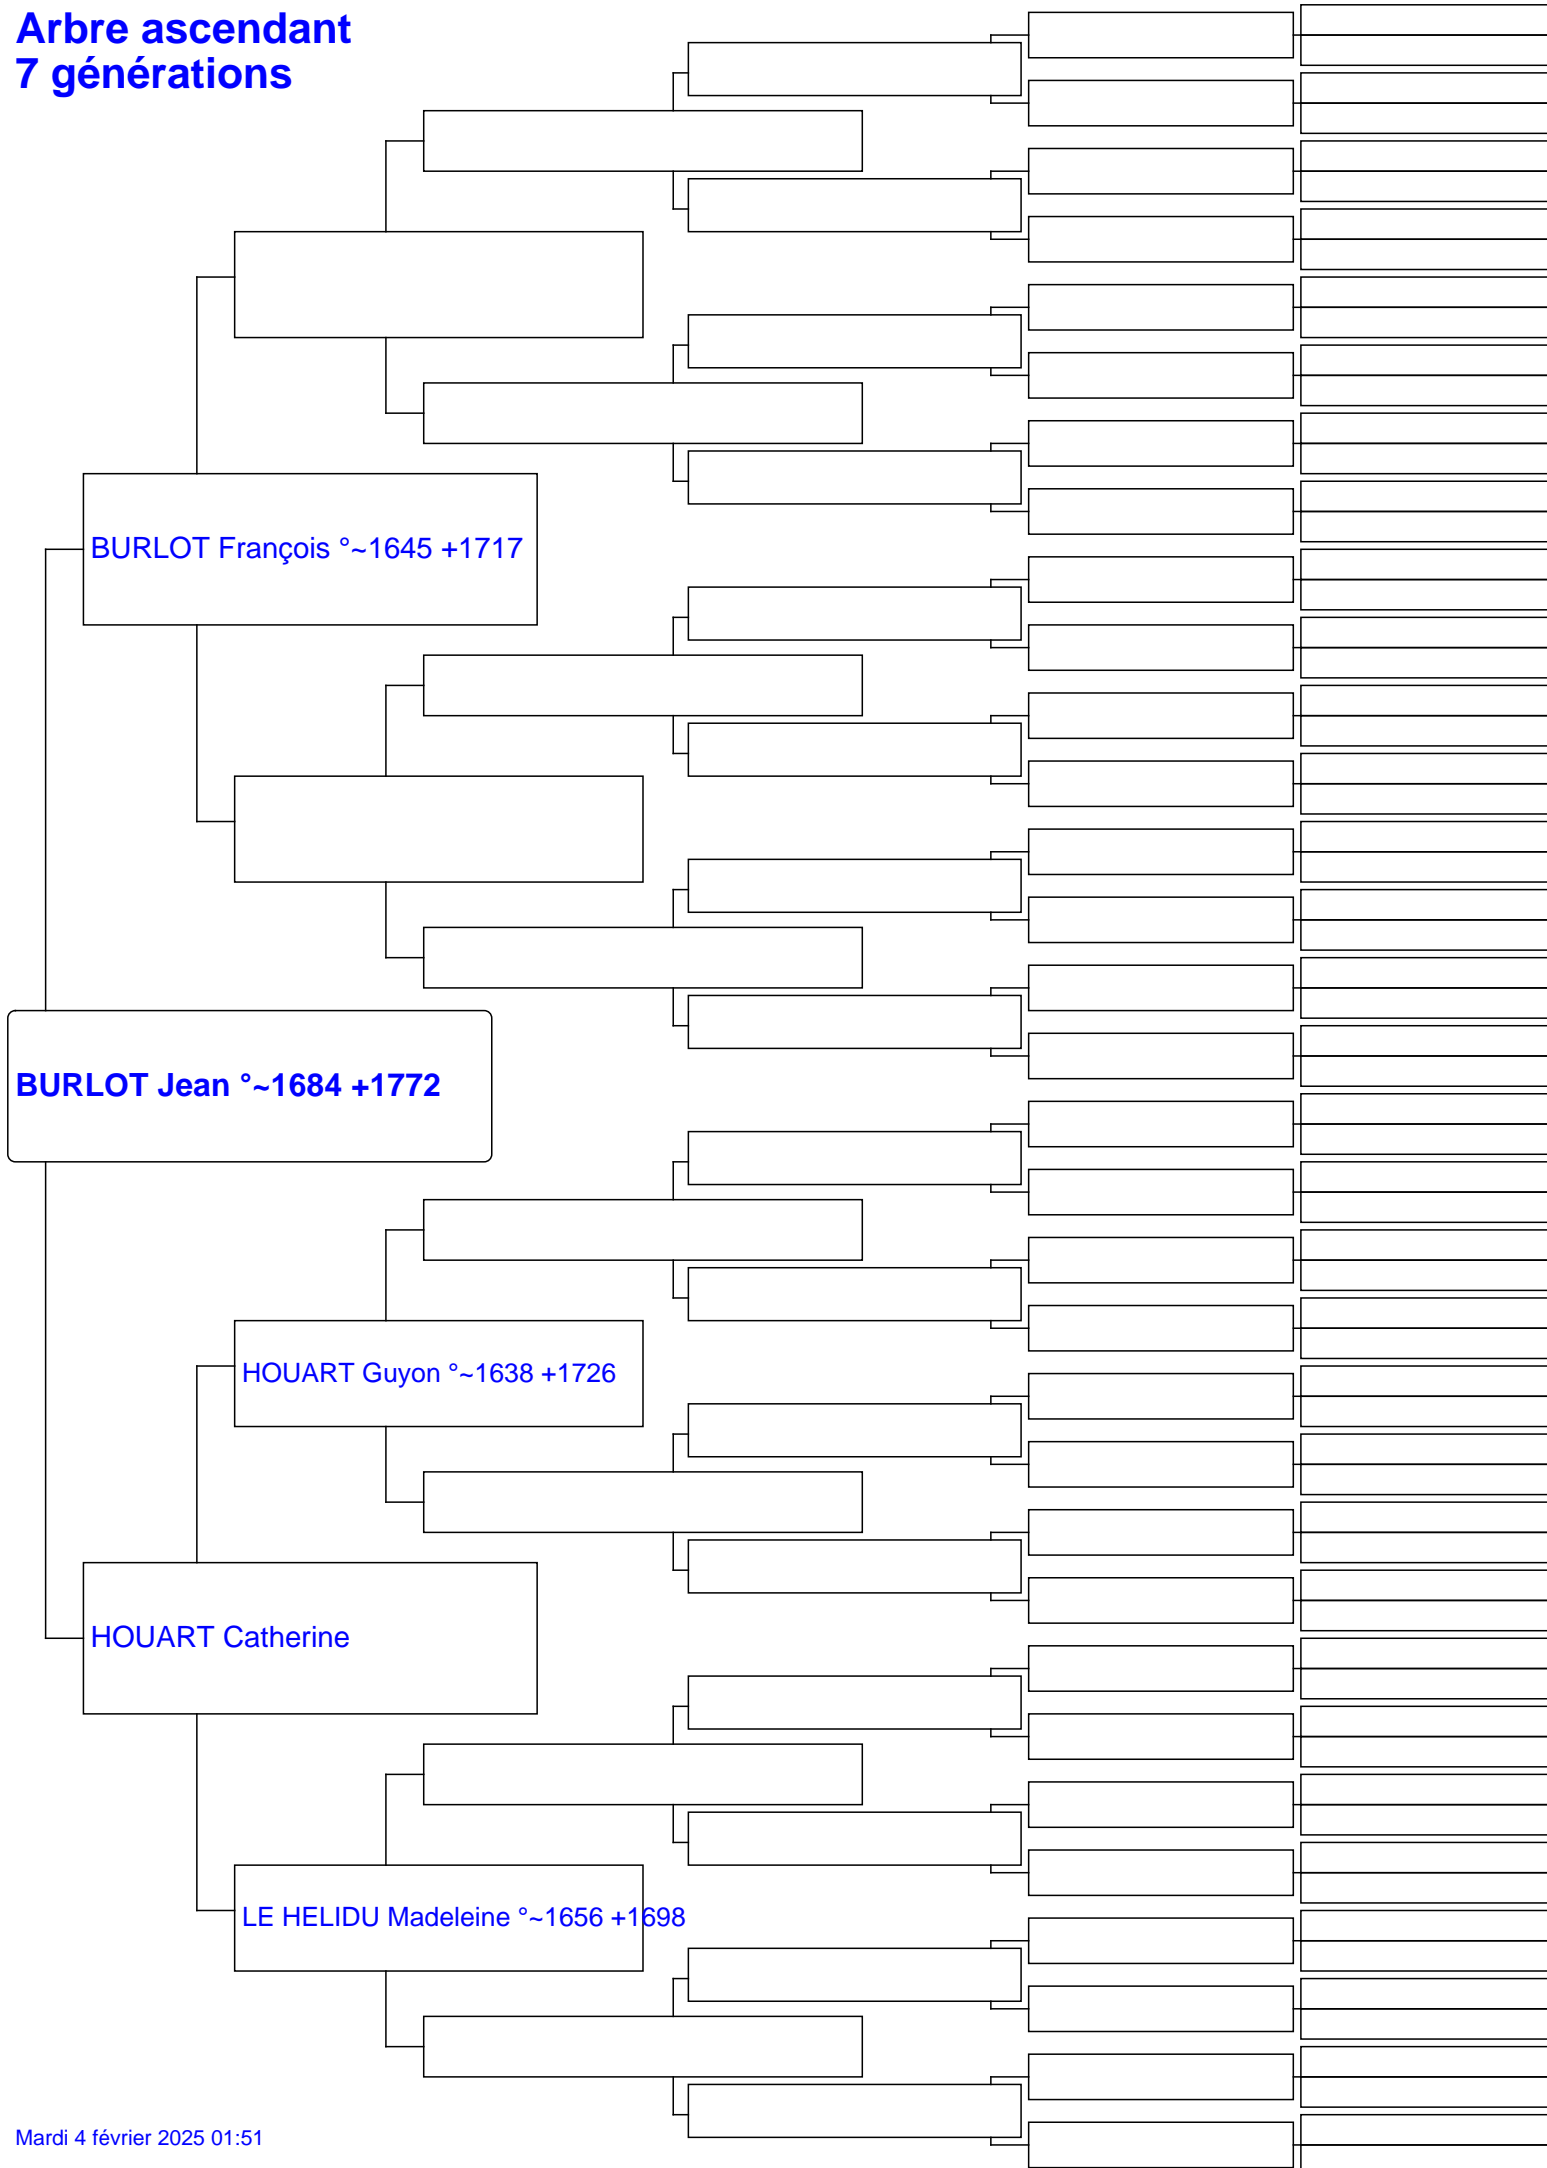 Arbre ascendant
7 générations
BURLOT François °~1645 +1717
BURLOT Jean °~1684 +1772
HOUART Guyon °~1638 +1726
HOUART Catherine
LE HELIDU Madeleine °~1656 +1698
Mardi 4 février 2025 01:51